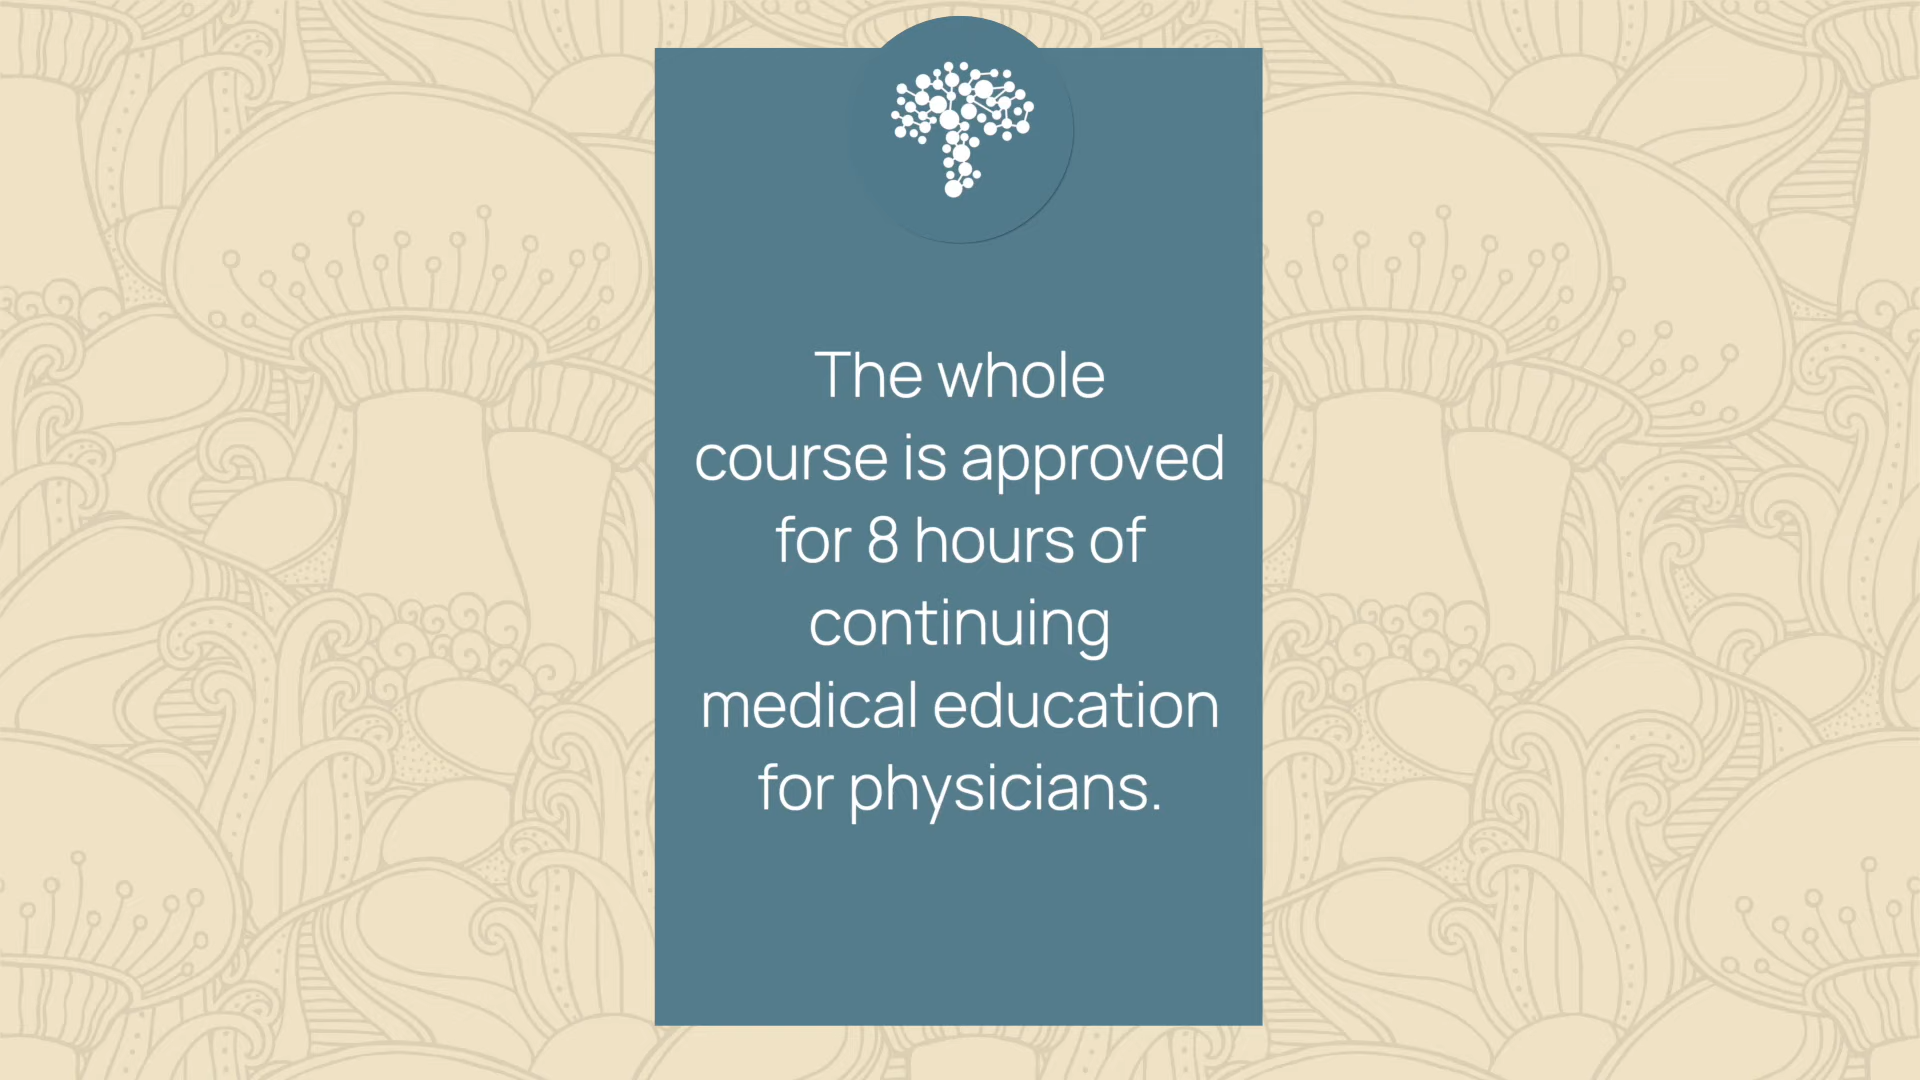 The whole
course is approved
for 8 hours of
continuing
medical education
for physicians.